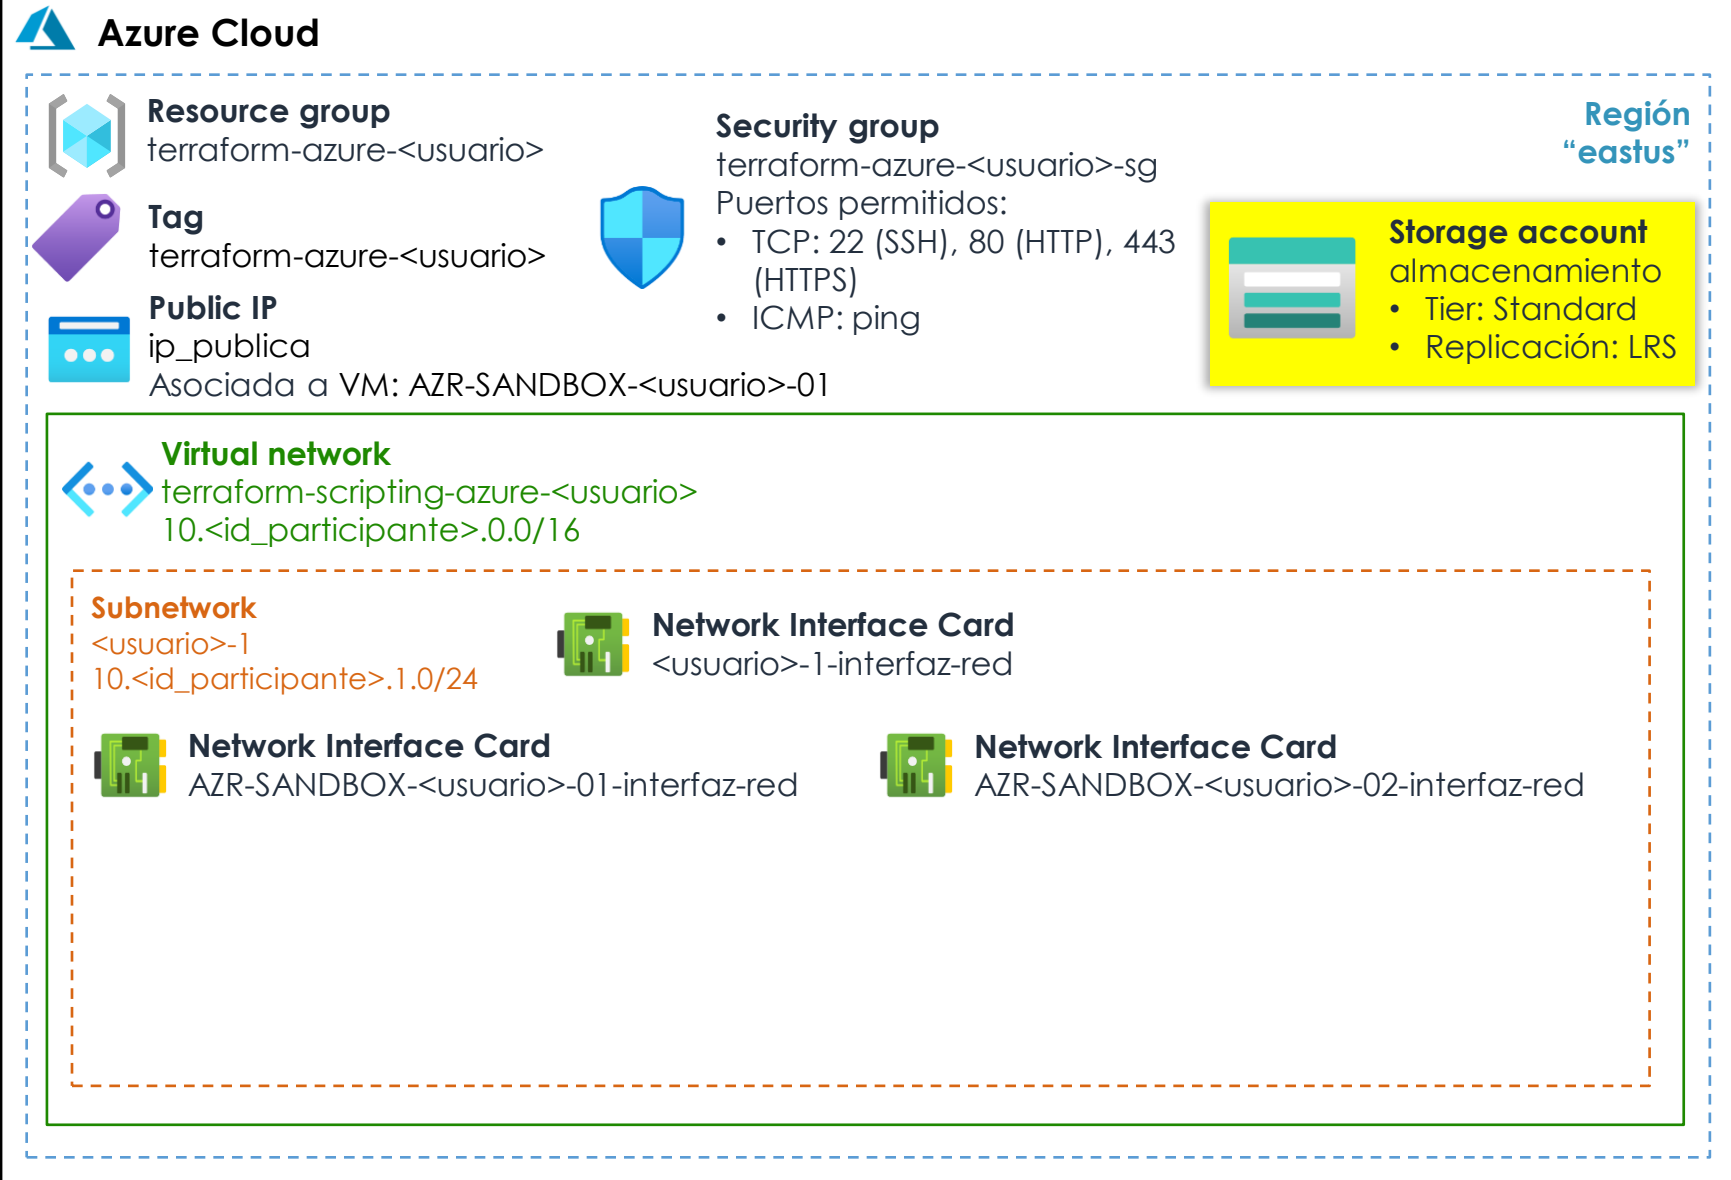 Azure Cloud
Resource group
terraform-azure-<usuario>
Tag
terraform-azure-<usuario>
Public IP
ip_publica
Asociada a VM: AZR-SANDBOX-<usuario>-01
Security group
terraform-azure-<usuario>-sg
Puertos permitidos:
• TCP: 22 (SSH), 80 (HTTP), 443
(HTTPS)
• ICMP: ping
Región
“eastus”
Storage account
almacenamiento
• Tier: Standard
• Replicación: LRS
Virtual network
terraform-scripting-azure-<usuario>
10.<id_participante>.0.0/16
Subnetwork
<usuario>-1
10.<id_participante>.1.0/24
Network Interface Card
<usuario>-1-interfaz-red
Network Interface Card
AZR-SANDBOX-<usuario>-01-interfaz-red
Network Interface Card
AZR-SANDBOX-<usuario>-02-interfaz-red